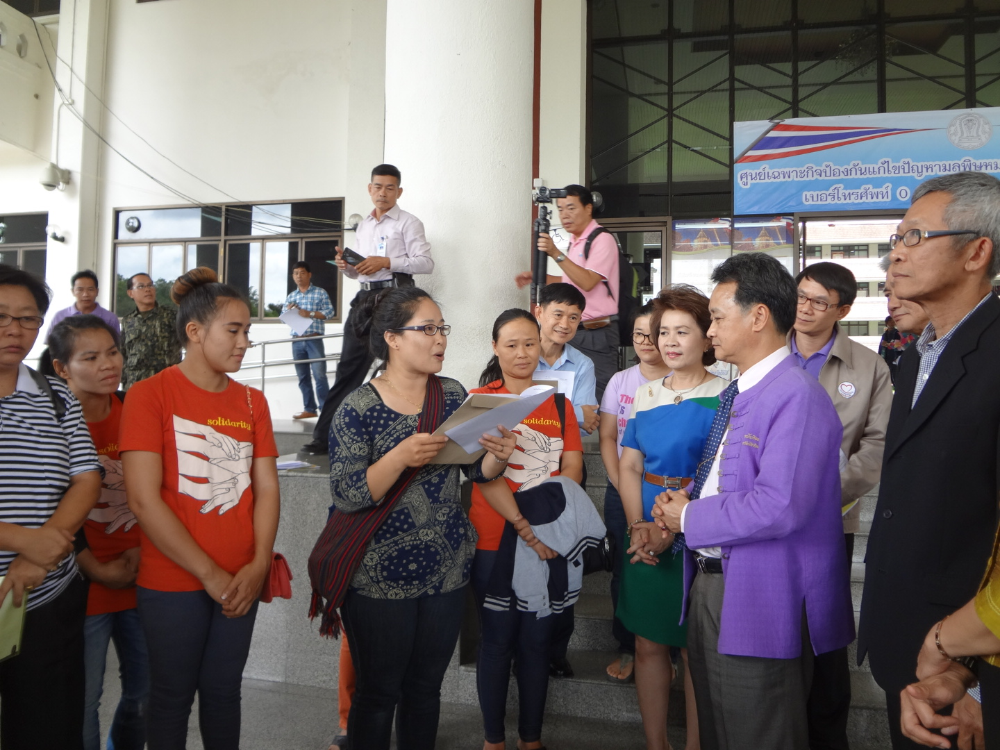 ศูนย์เฉพาะกิจป้องกันแก้ไขปัญหามลพิษหม
เบอร์โทรศัพท์ 0
solidarity
solidarity
solidarity
The